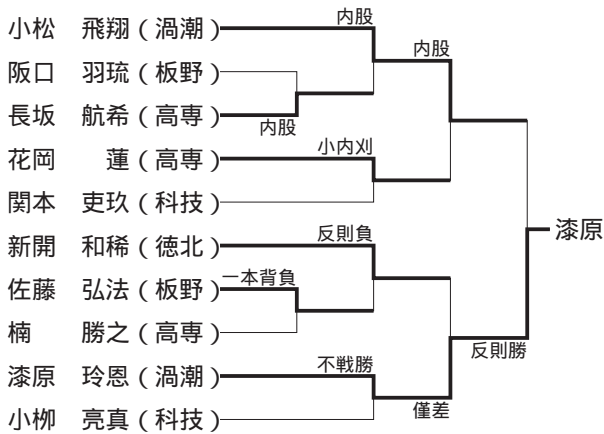 小松　飛翔(渦潮)
内股
内股
阪口　羽琉(板野)
長坂　航希(高専)
内股
花岡　蓮(高専)
小内刈
関本　吏玖(科技)
漆原
新開　和稀(徳北)
反則負
佐藤　弘法(板野)
一本背負
楠　勝之(高専)
反則勝
漆原　玲恩(渦潮)
不戦勝
僅差
小栁　亮真(科技)